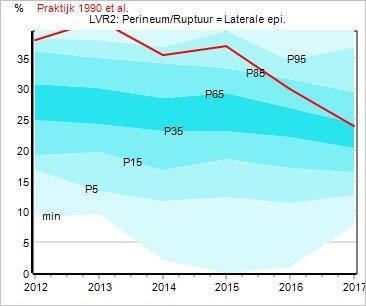 % Praktijk 1990 et al.
LVR2: Perineum/Ruptuur = Laterale epi.
P95
P85
P65
P35
P15
P5
min
35
30
25
20
15
10
5
0
2012 2013 2014 2015 2016 2017